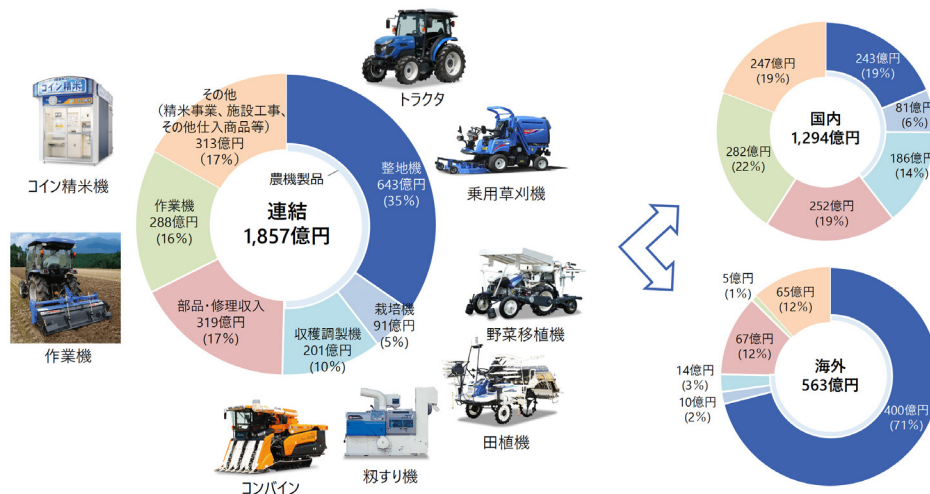 コイン精米
コイン精米機
作業機
トラクタ
乗用草刈機
野菜移植機
田植機
籾すり機
コンバイン
農機製品
連結
1,857億円
整地機
643億円
(35%)
栽培機
91億円
(5%)
収穫調製機
201億円
(10%)
部品・修理収入
319億円
(17%)
作業機
288億円
(16%)
その他
(精米事業、施設工事、
その他仕入商品等)
313億円
(17%)
国内
1,294億円
243億円
(19%)
81億円
(6%)
186億円
(14%)
252億円
(19%)
282億円
(22%)
247億円
(19%)
海外
563億円
400億円
(71%)
10億円
(2%)
14億円
(3%)
67億円
(12%)
5億円
(1%)
65億円
(12%)